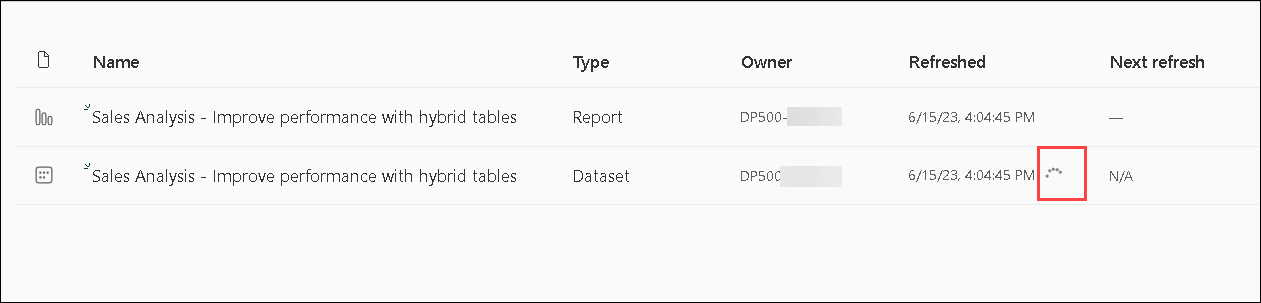 Name Type Owner Refreshed Next refresh
Sales Analysis - Improve performance with hybrid tables Report DP500- 6/15/23, 4:04:45 PM —
Sales Analysis - Improve performance with hybrid tables Dataset DP500 6/15/23, 4:04:45 PM N/A